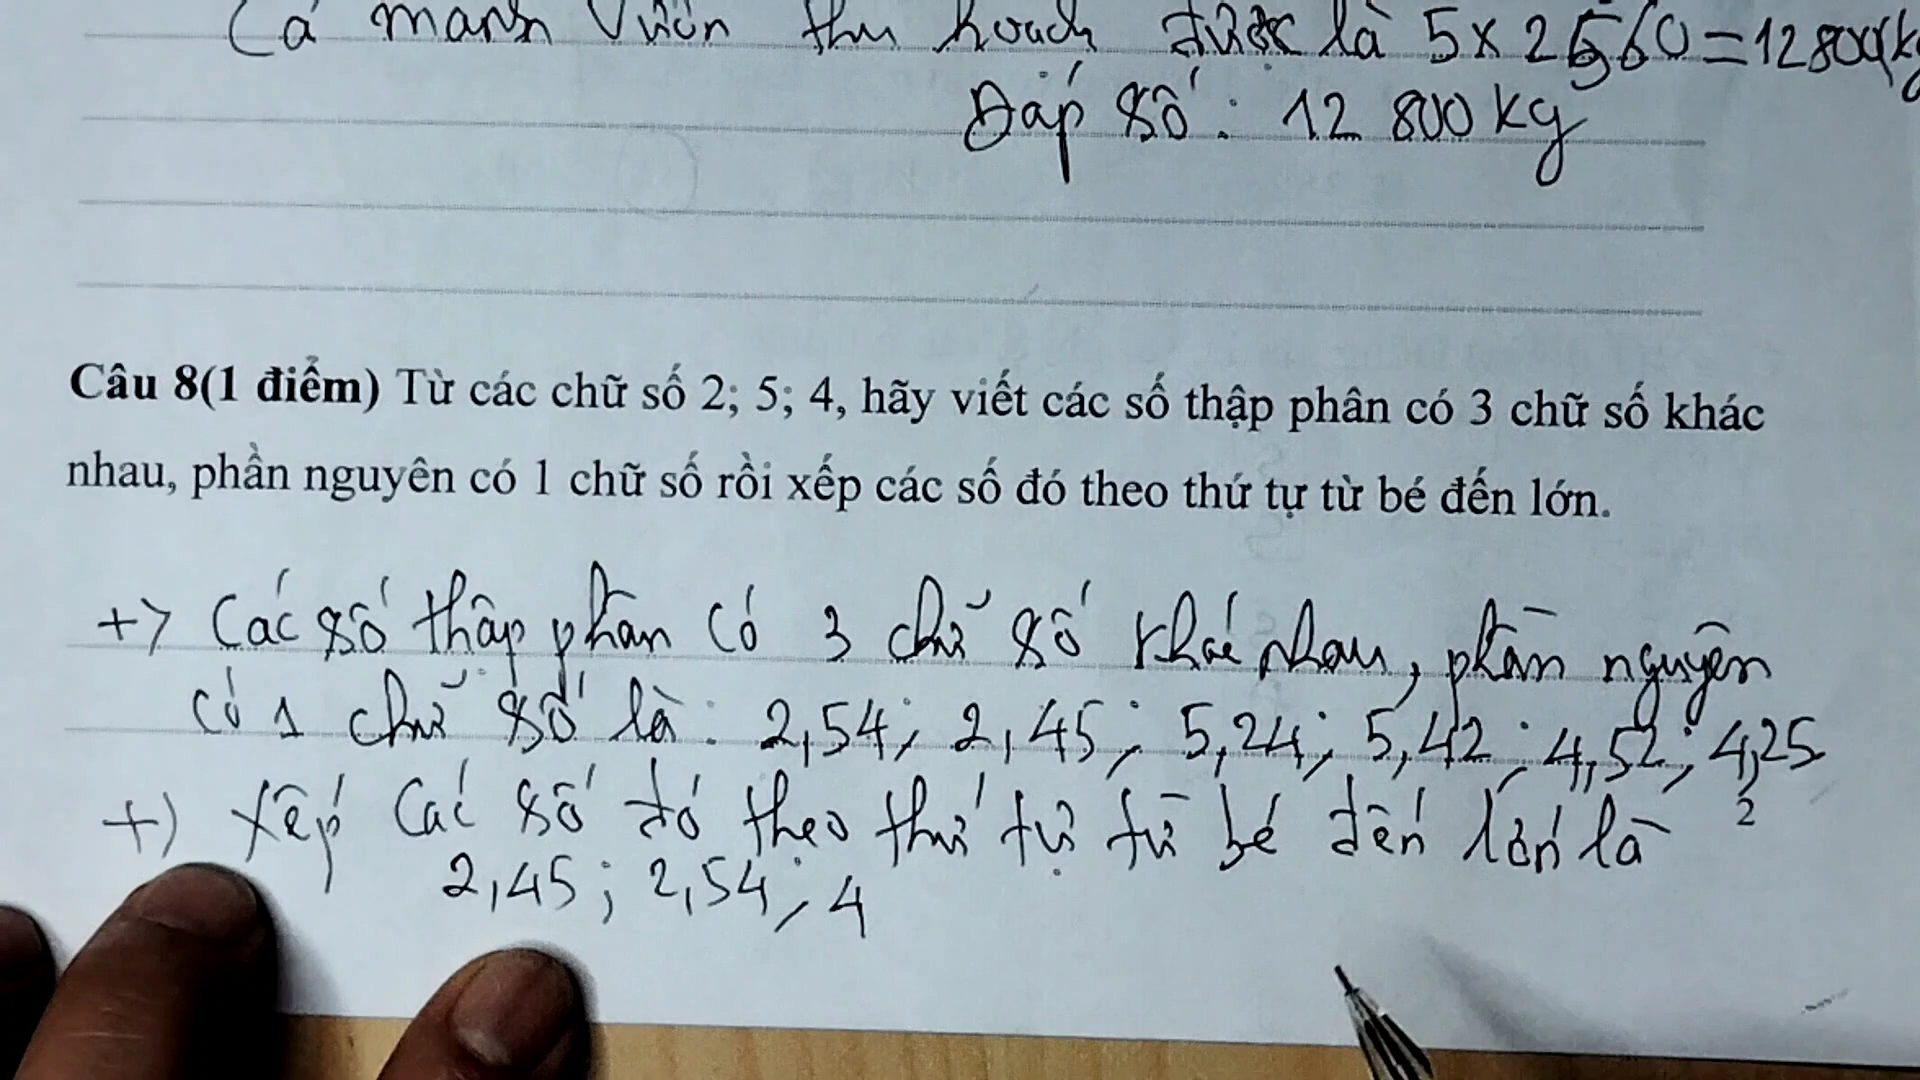 Cả mảnh vườn thu hoạch được là 5 x 2560 = 12800(kg
Đáp số: 12 800 kg
Câu 8(1 điểm) Từ các chữ số 2; 5; 4, hãy viết các số thập phân có 3 chữ số khác
nhau, phần nguyên có 1 chữ số rồi xếp các số đó theo thứ tự từ bé đến lớn.
+> Các số thập phân có 3 chữ số khác nhau, phần nguyên
có 1 chữ số là: 2,54; 2,45; 5,24; 5,42; 4,52; 4,25
2
+) Xếp các số đó theo thứ tự từ bé đến lớn là
2,45; 2,54; 4